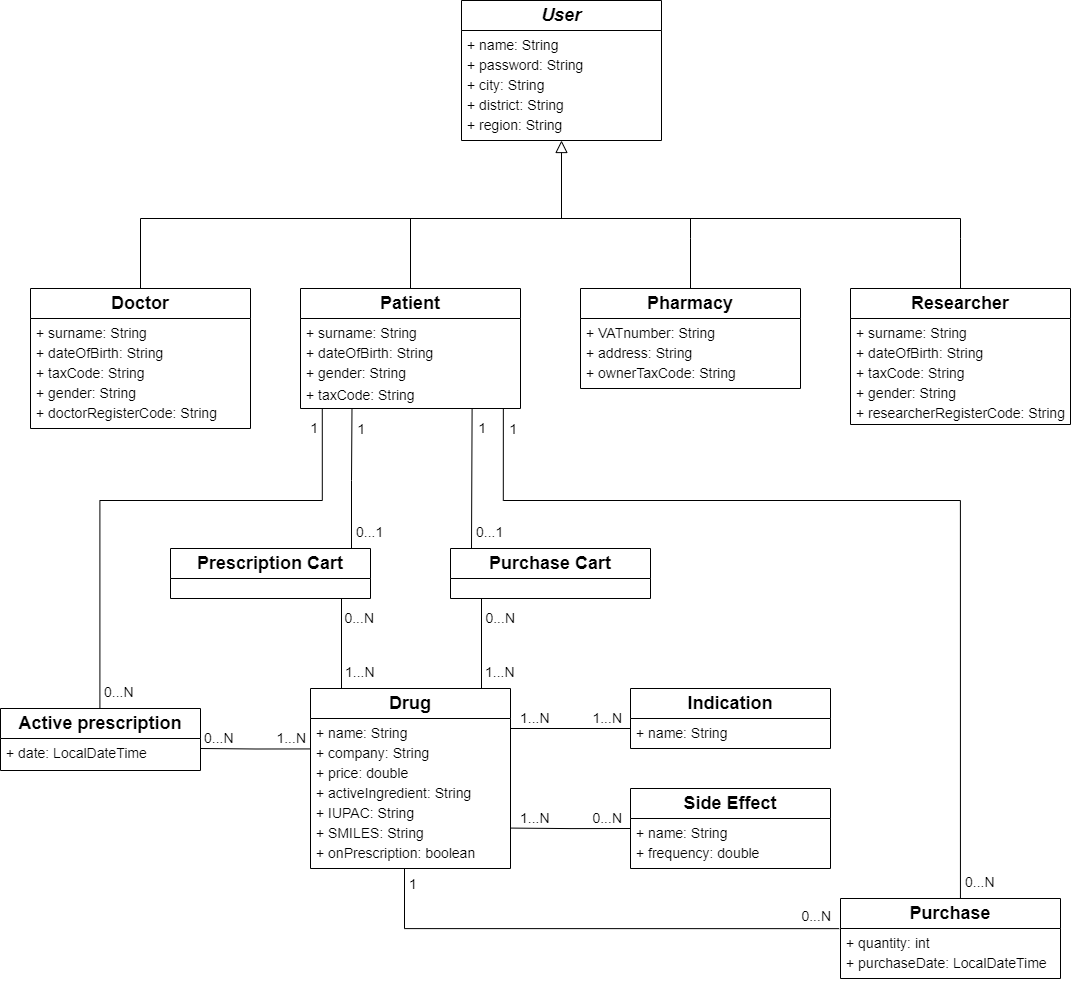 User
+ name: String
+ password: String
+ city: String
+ district: String
+ region: String
Doctor
+ surname: String
+ dateOfBirth: String
+ taxCode: String
+ gender: String
+ doctorRegisterCode: String
Patient
+ surname: String
+ dateOfBirth: String
+ gender: String
+ taxCode: String
Pharmacy
+ VATnumber: String
+ address: String
+ ownerTaxCode: String
Researcher
+ surname: String
+ dateOfBirth: String
+ taxCode: String
+ gender: String
+ researcherRegisterCode: String
1
1
1
1
0...1
0...1
Prescription Cart
Purchase Cart
0...N
0...N
1...N
1...N
0...N
Active prescription
+ date: LocalDateTime
0...N
1...N
Drug
+ name: String
+ company: String
+ price: double
+ activeIngredient: String
+ IUPAC: String
+ SMILES: String
+ onPrescription: boolean
1...N
1...N
Indication
+ name: String
1...N
0...N
Side Effect
+ name: String
+ frequency: double
1
0...N
0...N
Purchase
+ quantity: int
+ purchaseDate: LocalDateTime